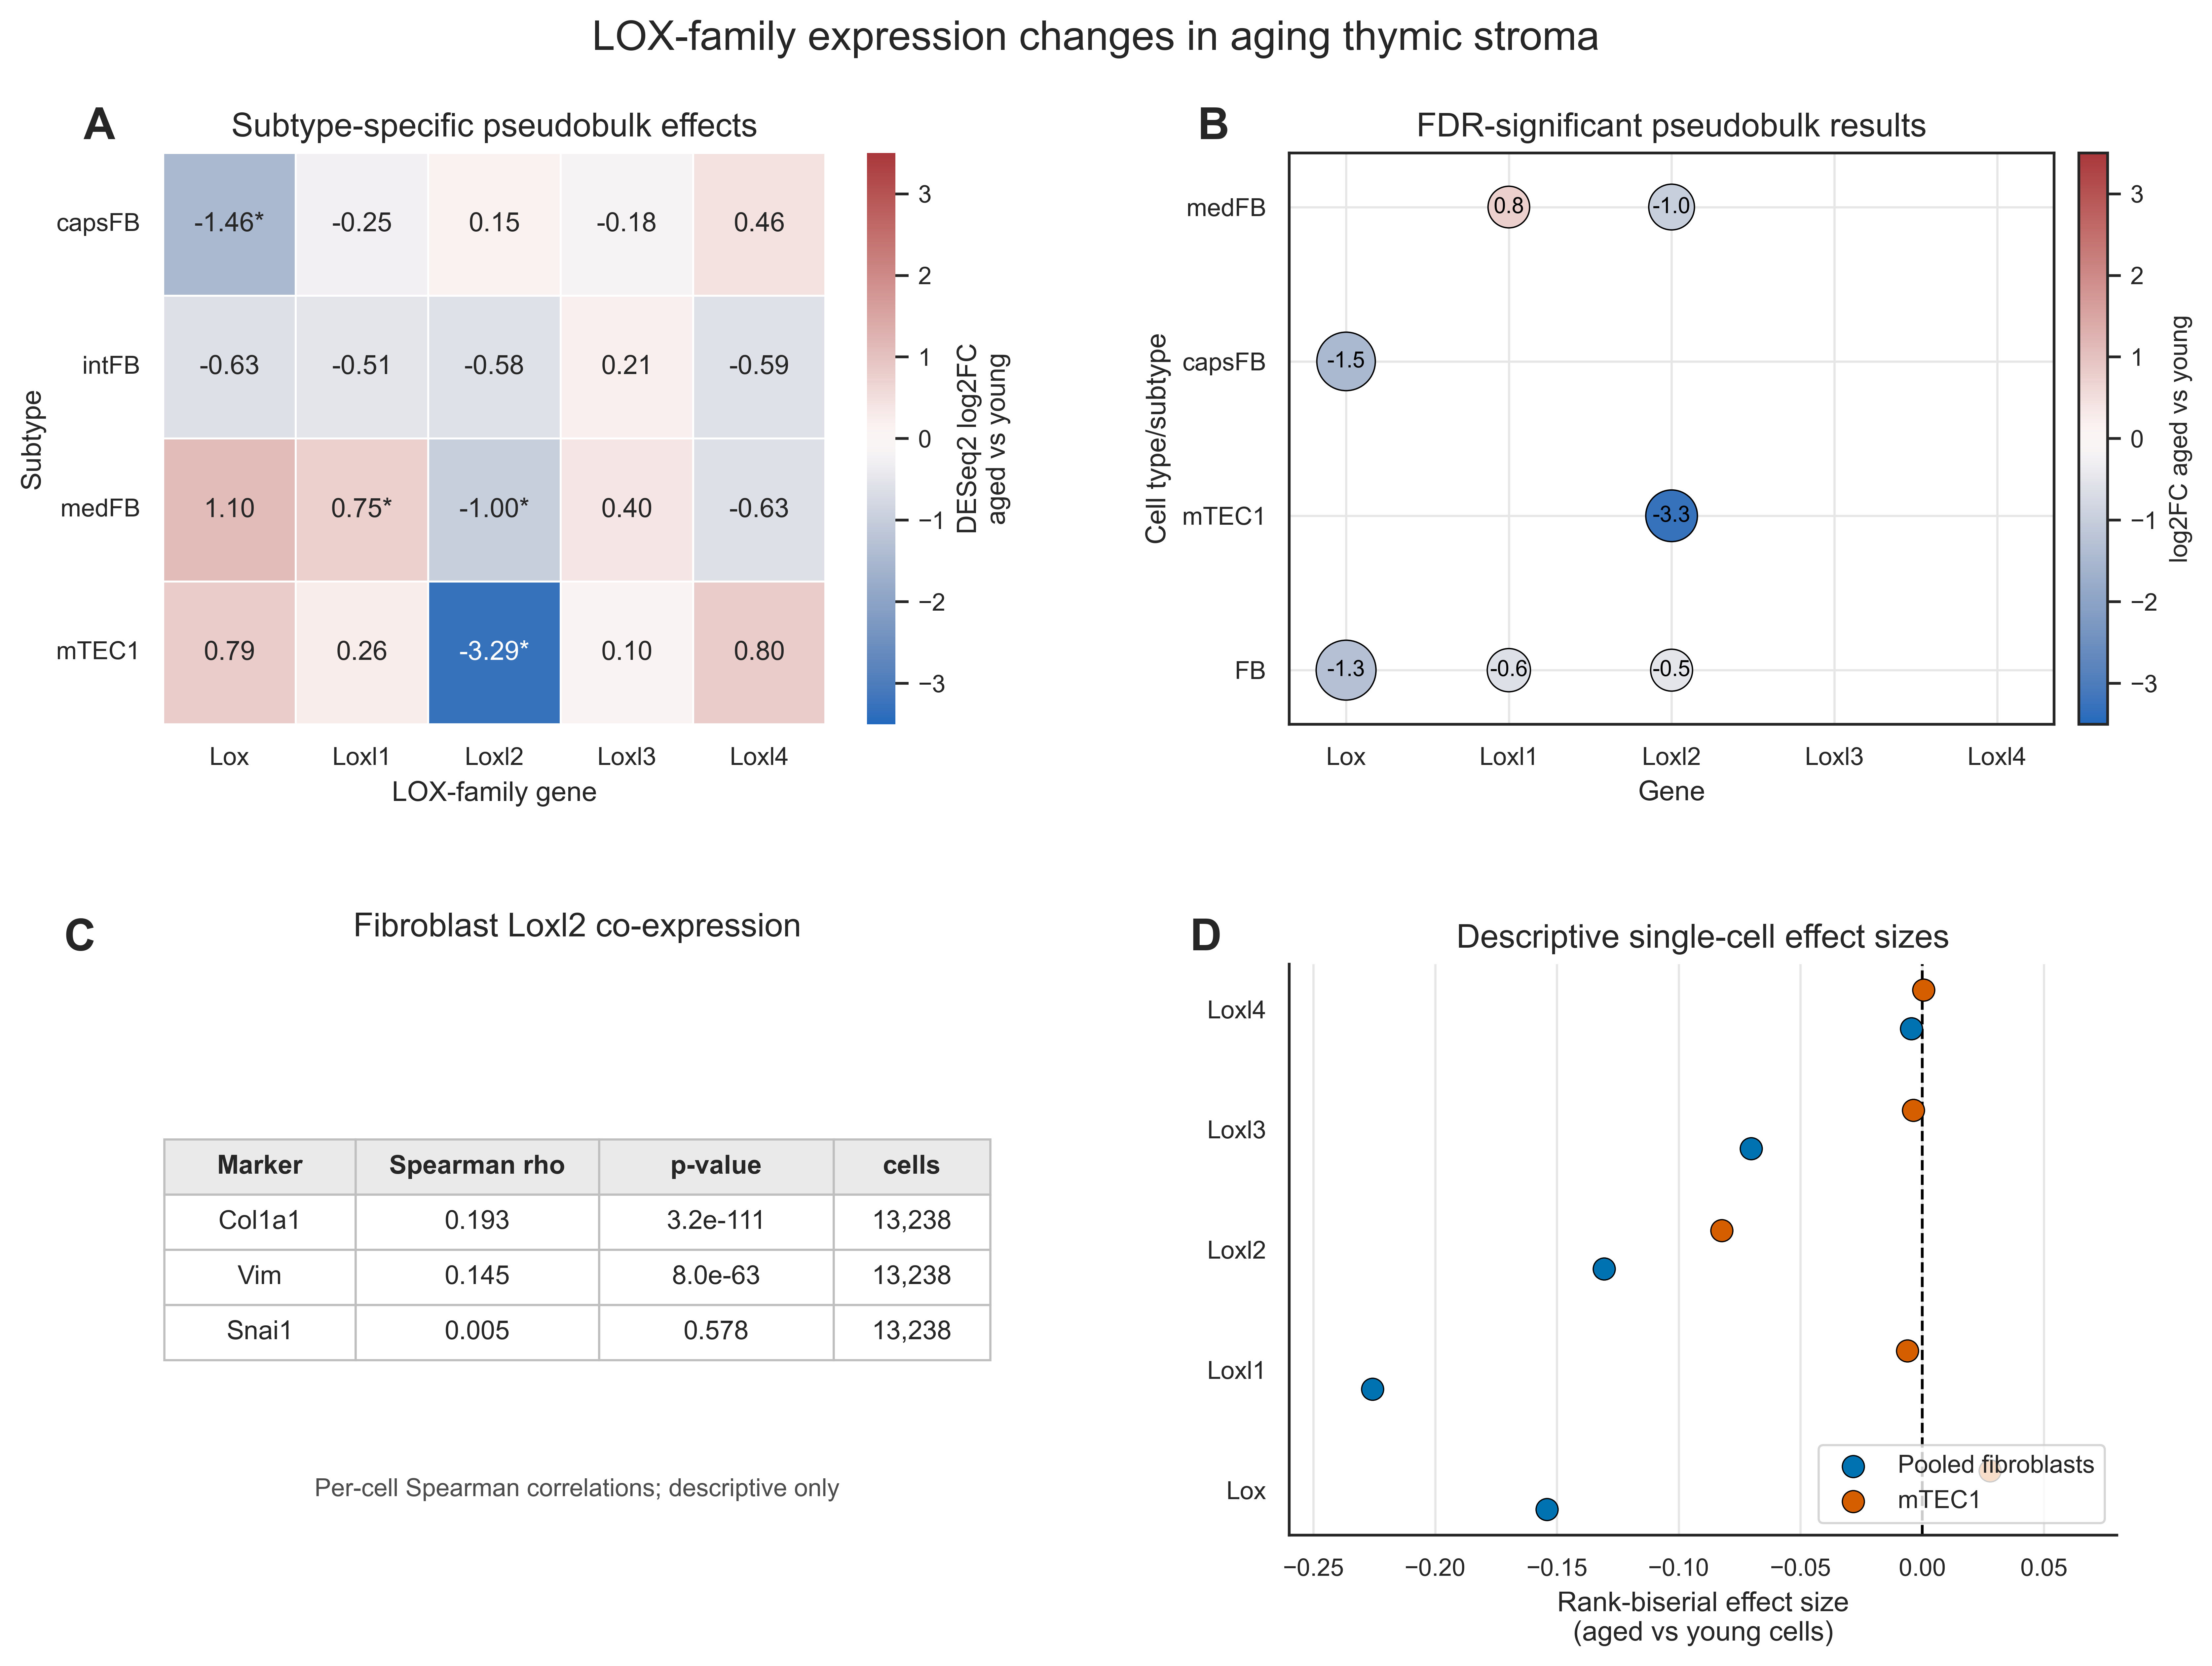 LOX-family expression changes in aging thymic stroma
A
Subtype-specific pseudobulk effects
Subtype
capsFB
-1.46*
-0.25
0.15
-0.18
0.46
intFB
-0.63
-0.51
-0.58
0.21
-0.59
medFB
1.10
0.75*
-1.00*
0.40
-0.63
mTEC1
0.79
0.26
-3.29*
0.10
0.80
Lox
Loxl1
Loxl2
Loxl3
Loxl4
LOX-family gene
3
2
1
0
−1
−2
−3
DESeq2 log2FC
aged vs young
B
FDR-significant pseudobulk results
Cell type/subtype
medFB
0.8
-1.0
capsFB
-1.5
mTEC1
-3.3
FB
-1.3
-0.6
-0.5
Lox
Loxl1
Loxl2
Loxl3
Loxl4
Gene
3
2
1
0
−1
−2
−3
log2FC aged vs young
C
Fibroblast Loxl2 co-expression
Marker Spearman rho p-value cells
Col1a1 0.193 3.2e-111 13,238
Vim 0.145 8.0e-63 13,238
Snai1 0.005 0.578 13,238
Per-cell Spearman correlations; descriptive only
D
Descriptive single-cell effect sizes
Loxl4
Loxl3
Loxl2
Loxl1
Lox
Pooled fibroblasts
mTEC1
−0.25
−0.20
−0.15
−0.10
−0.05
0.00
0.05
Rank-biserial effect size
(aged vs young cells)